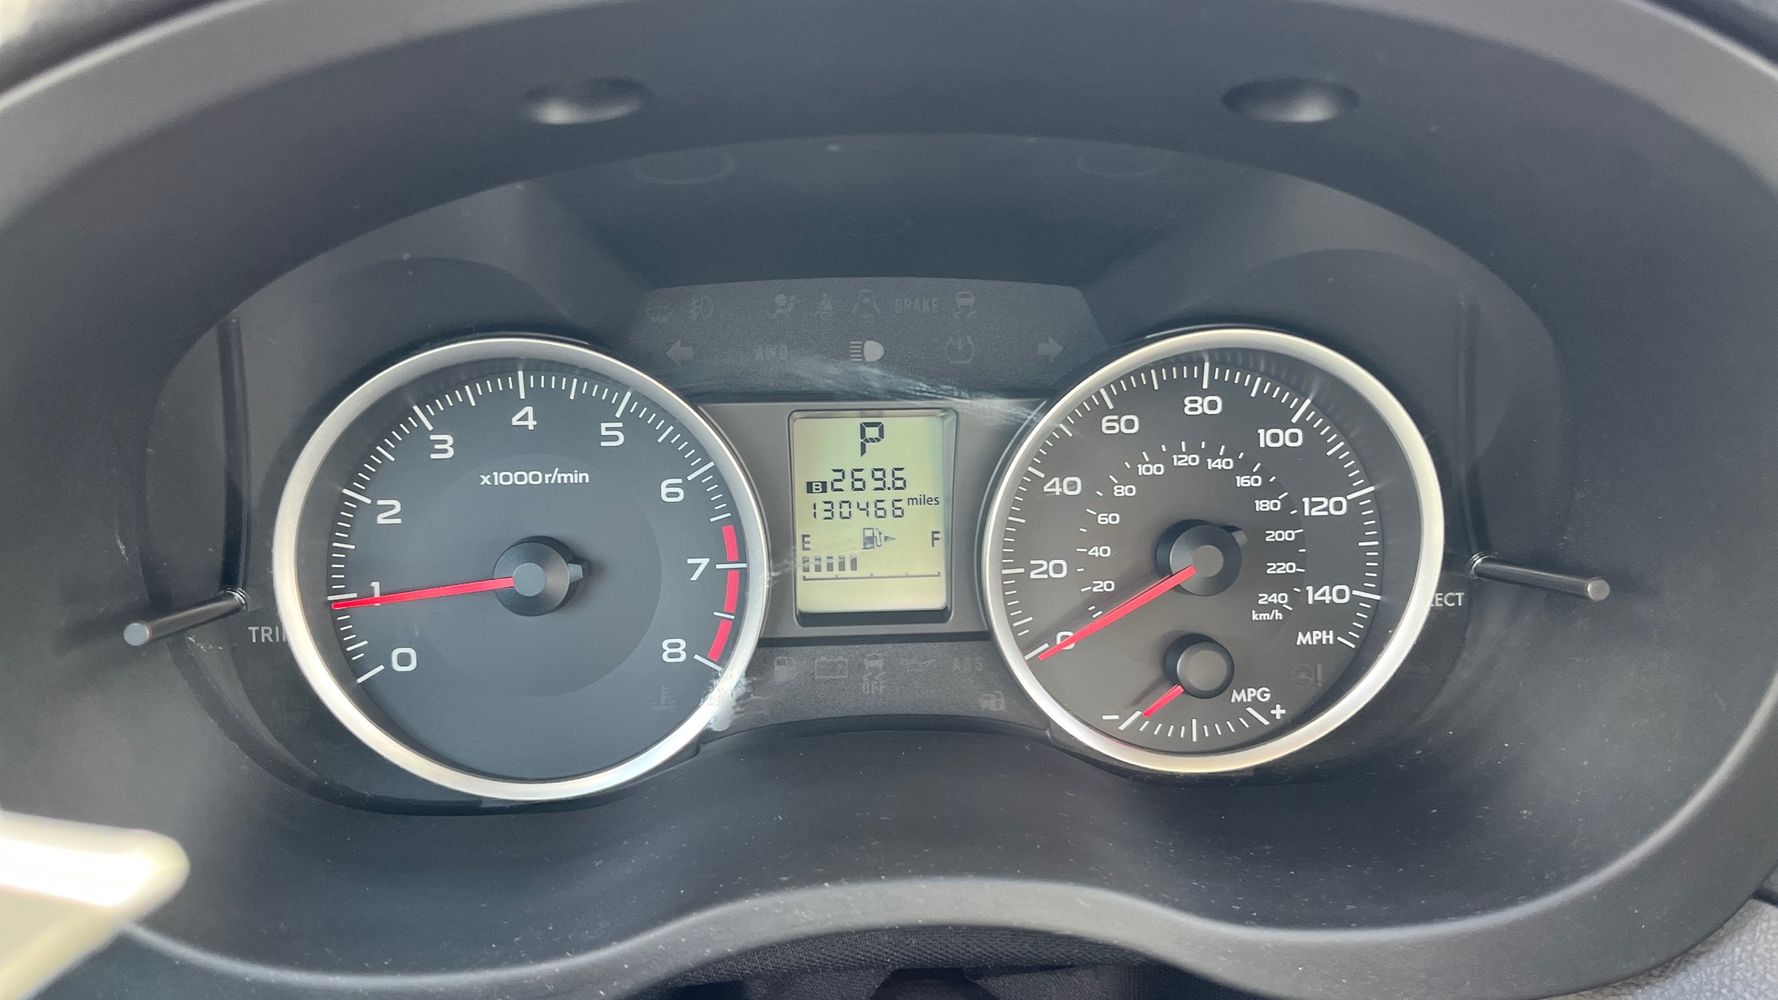 BRAKE
AWD
0
1
2
3
4
5
6
7
8
x1000r/min
P
B 269.6
130466 miles
E
F
0
20
40
60
80
100
120
140
MPH
20
40
60
80
100
120
140
160
180
200
220
240
km/h
MPG
-
+
TRI
ECT
OFF
ABS